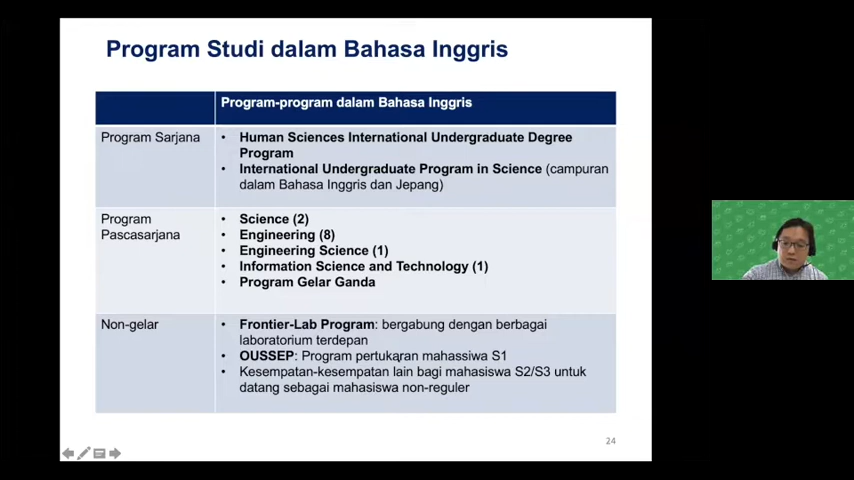 Program Studi dalam Bahasa Inggris
Program-program dalam Bahasa Inggris
Program Sarjana
• Human Sciences International Undergraduate Degree
Program
• International Undergraduate Program in Science (campuran
dalam Bahasa Inggris dan Jepang)
Program
Pascasarjana
• Science (2)
• Engineering (8)
• Engineering Science (1)
• Information Science and Technology (1)
• Program Gelar Ganda
Non-gelar
• Frontier-Lab Program: bergabung dengan berbagai
laboratorium terdepan
• OUSSEP: Program pertukaran mahassiwa S1
• Kesempatan-kesempatan lain bagi mahasiswa S2/S3 untuk
datang sebagai mahasiswa non-reguler
24